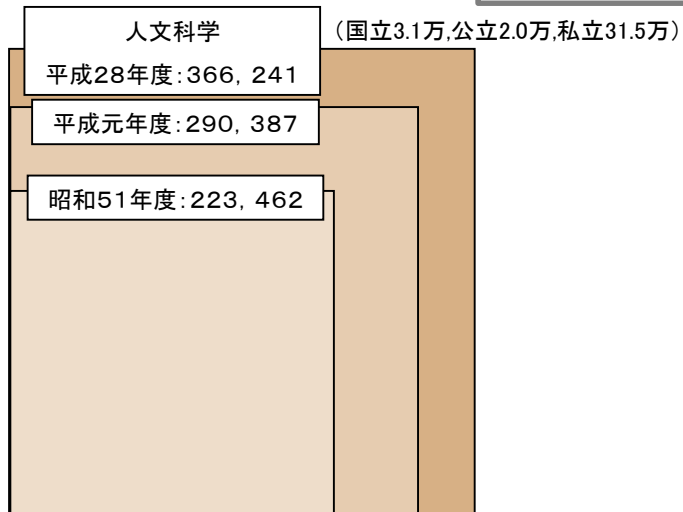 人文科学
(国立3.1万,公立2.0万,私立31.5万)
平成28年度:366,241
平成元年度:290,387
昭和51年度:223,462